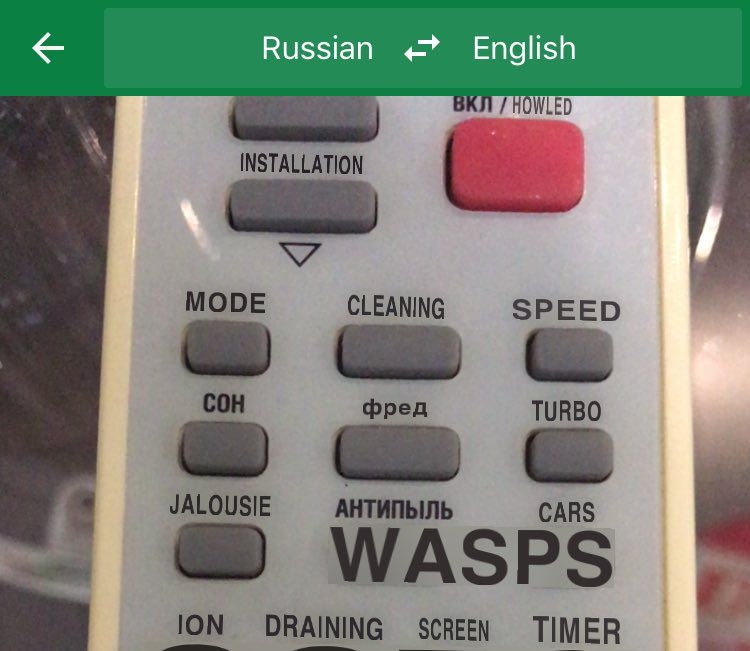 Russian English
ВКЛ / HOWLED
INSTALLATION
MODE CLEANING SPEED
СОН фред TURBO
JALOUSIE АНТИПЫЛЬ CARS
WASPS
ION DRAINING SCREEN TIMER